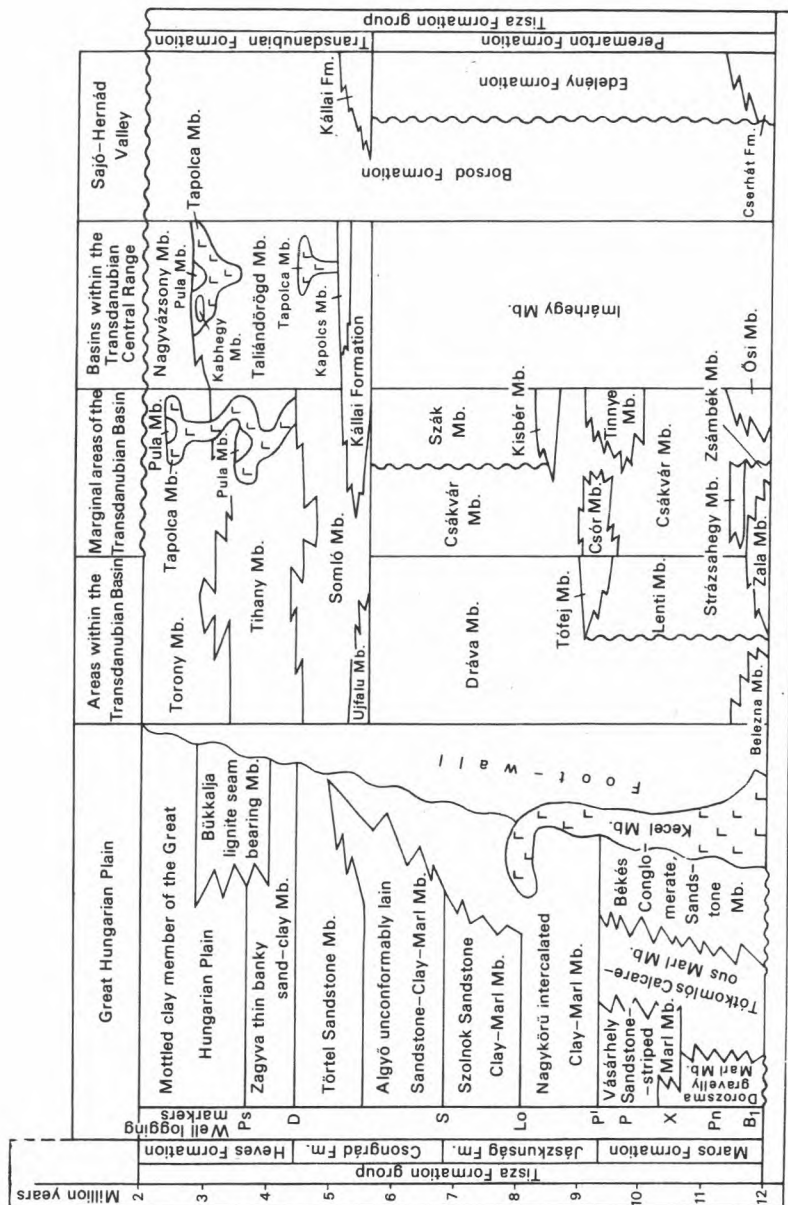 Million years
2
3
4
5
6
7
8
9
10
11
12
Tisza Formation group
Heves Formation
Csongrád Fm.
Jászkunság Fm.
Maros Formation
Well logging
markers
Ps
D
S
Lo
P'
P
X
Pn
B1
Great Hungarian Plain
Mottled clay member of the Great
Hungarian Plain
Bükkalja
lignite seam
bearing Mb.
Zagyva thin banky
sand-clay Mb.
Törtel Sandstone Mb.
Algyő unconformably lain
Sandstone-Clay-Marl Mb.
Szolnok Sandstone
Clay-Marl Mb.
Nagykörü intercalated
Clay-Marl Mb.
Vásárhely
Sandstone-
striped
Marl Mb.
Dorozsma
gravelly
Marl Mb.
Tótkomlós Calcare-
ous Marl Mb.
Békés
Conglo-
merate,
Sands-
tone
Mb.
Kecel Mb.
Foot-wall
Areas within the
Transdanubian Basin
Torony Mb.
Tihany Mb.
Somló Mb.
Ujfalu Mb.
Dráva Mb.
Tófej Mb.
Lenti Mb.
Belezna Mb.
Zala Mb.
Marginal areas of the
Transdanubian Basin
Tapolca Mb.
Pula Mb.
Pula Mb.
Kállai Formation
Szák
Mb.
Csákvár
Mb.
Kisbér Mb.
Csór Mb.
Tinnye
Mb.
Csákvár
Mb.
Strázsahegy Mb.
Zsámbék Mb.
Basins within the
Transdanubian
Central Range
Nagyvázsony Mb.
Pula Mb.
Tapolca Mb.
Kabhegy
Mb.
Taliándörögd Mb.
Tapolca Mb.
Kapolcs Mb.
Imárhegy
Mb.
Ősi Mb.
Sajó-Hernád
Valley
Kállai Fm.
Borsod Formation
Edelény Formation
Cserhát Fm.
Transdanubian Formation
Peremarton Formation
Tisza Formation group